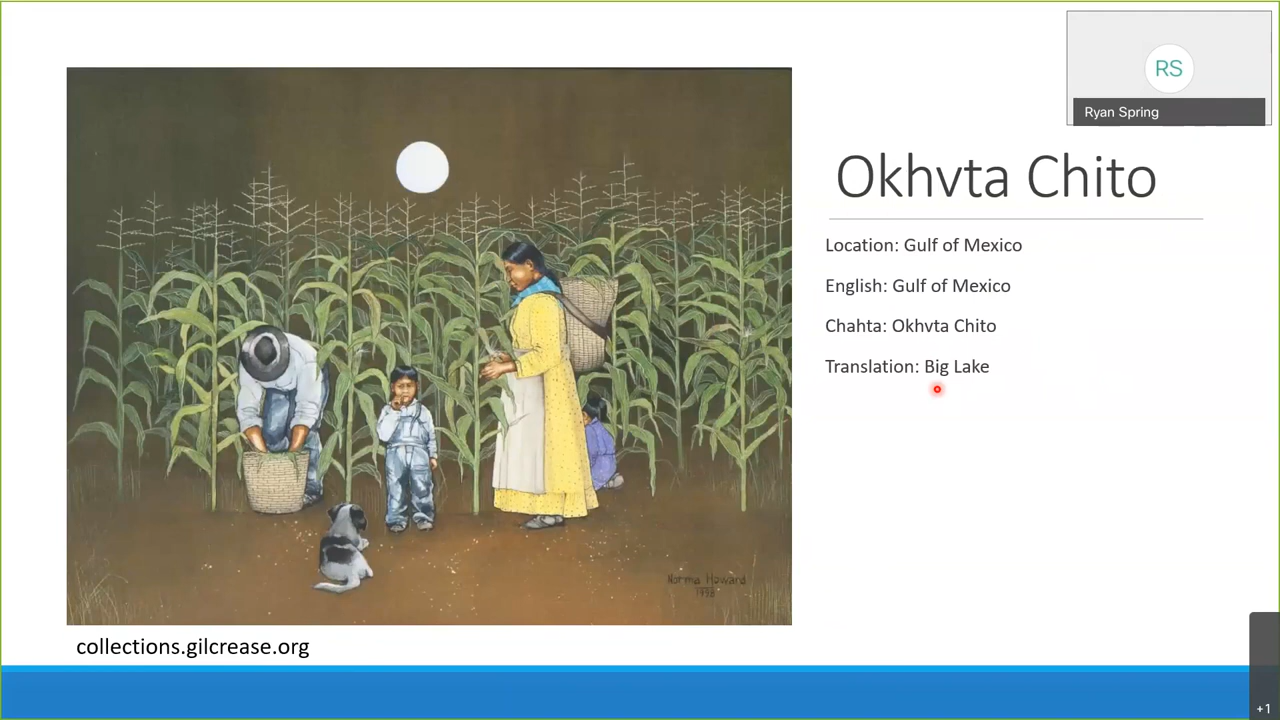 RS
Ryan Spring
Okhvta Chito
Location: Gulf of Mexico
English: Gulf of Mexico
Chahta: Okhvta Chito
Translation: Big Lake
Norma Howard
1998
collections.gilcrease.org
+1